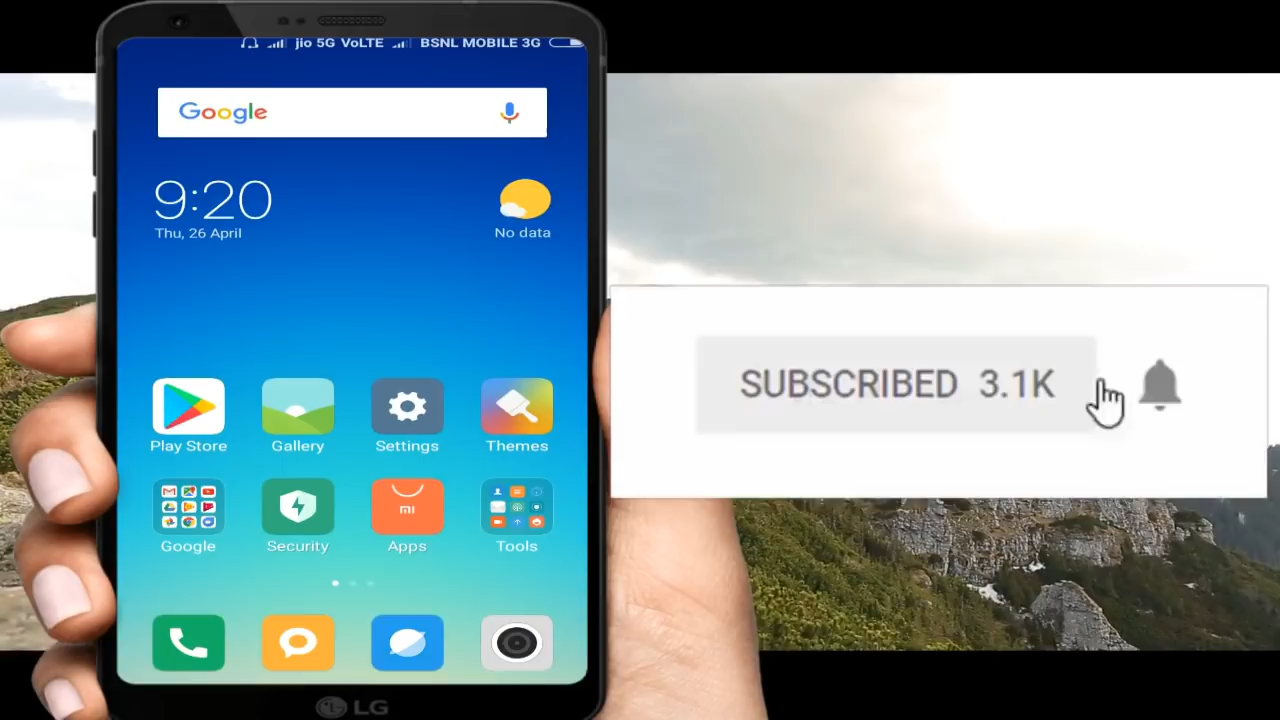 jio 5G VoLTE BSNL MOBILE 3G
Google
9:20
Thu, 26 April
No data
Play Store Gallery Settings Themes
mi
Google Security Apps Tools
LG
SUBSCRIBED 3.1K